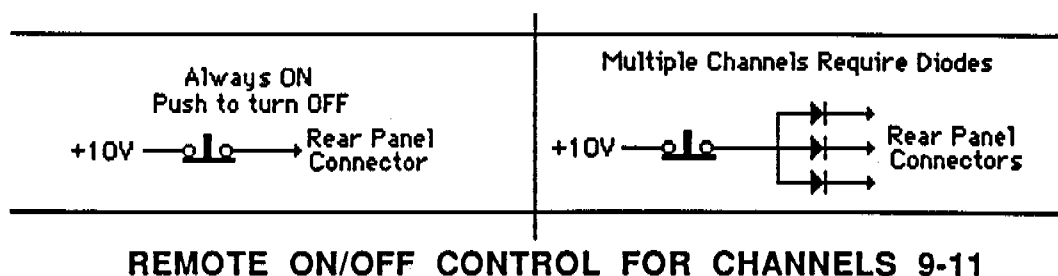 Always ON
Push to turn OFF
+10V
Rear Panel
Connector
Multiple Channels Require Diodes
+10V
Rear Panel
Connectors
REMOTE ON/OFF CONTROL FOR CHANNELS 9-11